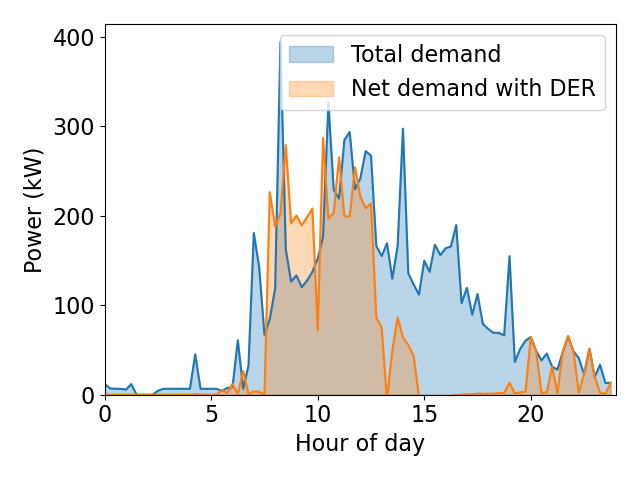 400
300
200
100
0
Power (kW)
Total demand
Net demand with DER
0 5 10 15 20
Hour of day